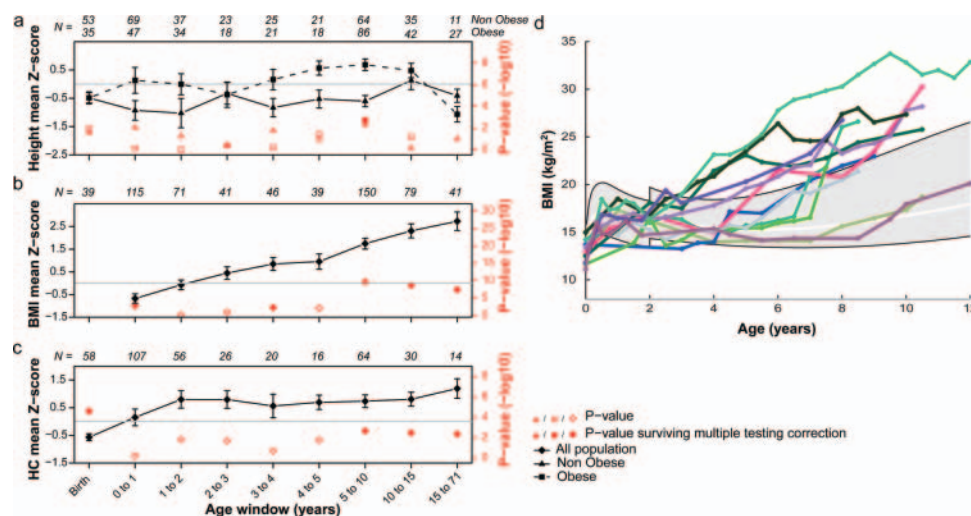 a
N =
53 69 37 23 25 21 64 35 11 Non Obese
35 47 34 18 21 18 86 42 27 Obese
Height mean Z-score
0.5
-0.5
-1.5
-2.5
8
6
4
2
0
P-value (-log10)
b
N = 39 115 71 41 46 39 150 79 41
BMI mean Z-score
2.5
1.5
0.5
-0.5
-1.5
30
25
20
15
10
5
0
P-value (-log10)
c
N = 58 107 56 26 20 16 64 30 14
HC mean Z-score
1.5
0.5
-0.5
-1.5
8
6
4
2
0
P-value (-log10)
Birth
0 to 1
1 to 2
2 to 3
3 to 4
4 to 5
5 to 10
10 to 15
15 to 71
Age window (years)
d
BMI (kg/m²)
35
30
25
20
15
10
0 2 4 6 8 10 12
Age (years)
/ / P-value
/ / P-value surviving multiple testing correction
All population
Non Obese
Obese